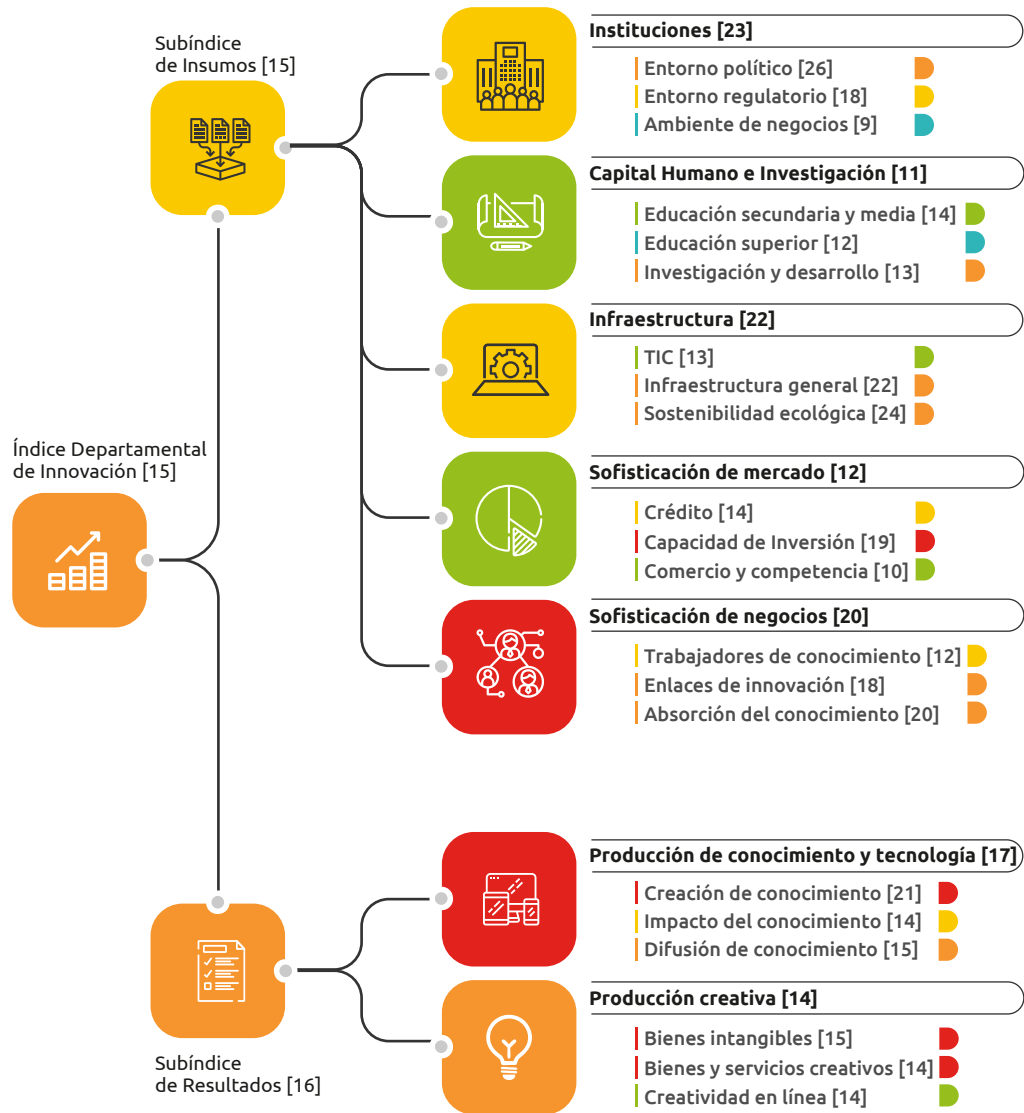 Subíndice
de Insumos [15]
Instituciones [23]
Entorno político [26]
Entorno regulatorio [18]
Ambiente de negocios [9]
Capital Humano e Investigación [11]
Educación secundaria y media [14]
Educación superior [12]
Investigación y desarrollo [13]
Infraestructura [22]
TIC [13]
Infraestructura general [22]
Sostenibilidad ecológica [24]
Índice Departamental
de Innovación [15]
Sofisticación de mercado [12]
Crédito [14]
Capacidad de Inversión [19]
Comercio y competencia [10]
Sofisticación de negocios [20]
Trabajadores de conocimiento [12]
Enlaces de innovación [18]
Absorción del conocimiento [20]
Producción de conocimiento y tecnología [17]
Creación de conocimiento [21]
Impacto del conocimiento [14]
Difusión de conocimiento [15]
Producción creativa [14]
Bienes intangibles [15]
Bienes y servicios creativos [14]
Creatividad en línea [14]
Subíndice
de Resultados [16]